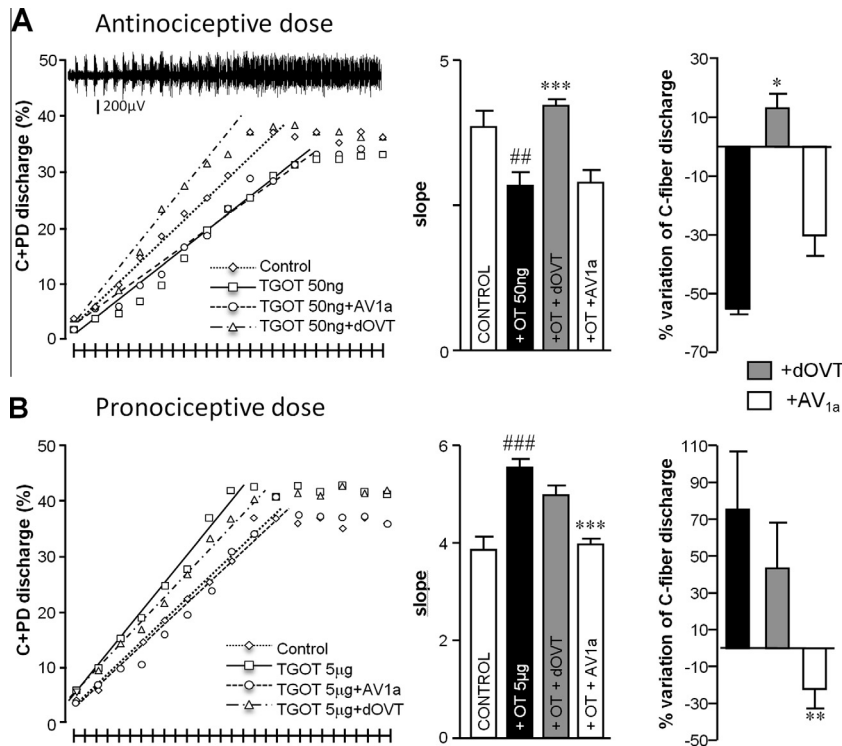 A Antinociceptive dose
50
40
30
20
10
0
C+PD discharge (%)
200µV
Control
TGOT 50ng
TGOT 50ng+AV1a
TGOT 50ng+dOVT
5
0
slope
CONTROL
##
+ OT 50ng
***
+ OT + dOVT
+OT +AV1a
30
10
-10
-30
-50
-70
% variation of C-fiber discharge
*
+dOVT
+AV1a
B Pronociceptive dose
50
40
30
20
10
0
C+PD discharge (%)
Control
TGOT 5µg
TGOT 5µg+AV1a
TGOT 5µg+dOVT
6
4
2
0
slope
CONTROL
###
+ OT 5µg
+ OT + dOVT
***
+ OT + AV1a
110
90
70
50
30
10
-10
-30
-50
% variation of C-fiber discharge
**